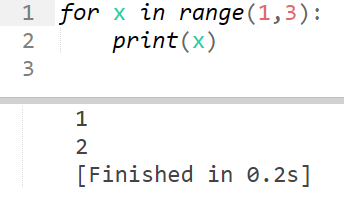 1 for x in range(1,3):
2     print(x)
3
1
2
[Finished in 0.2s]